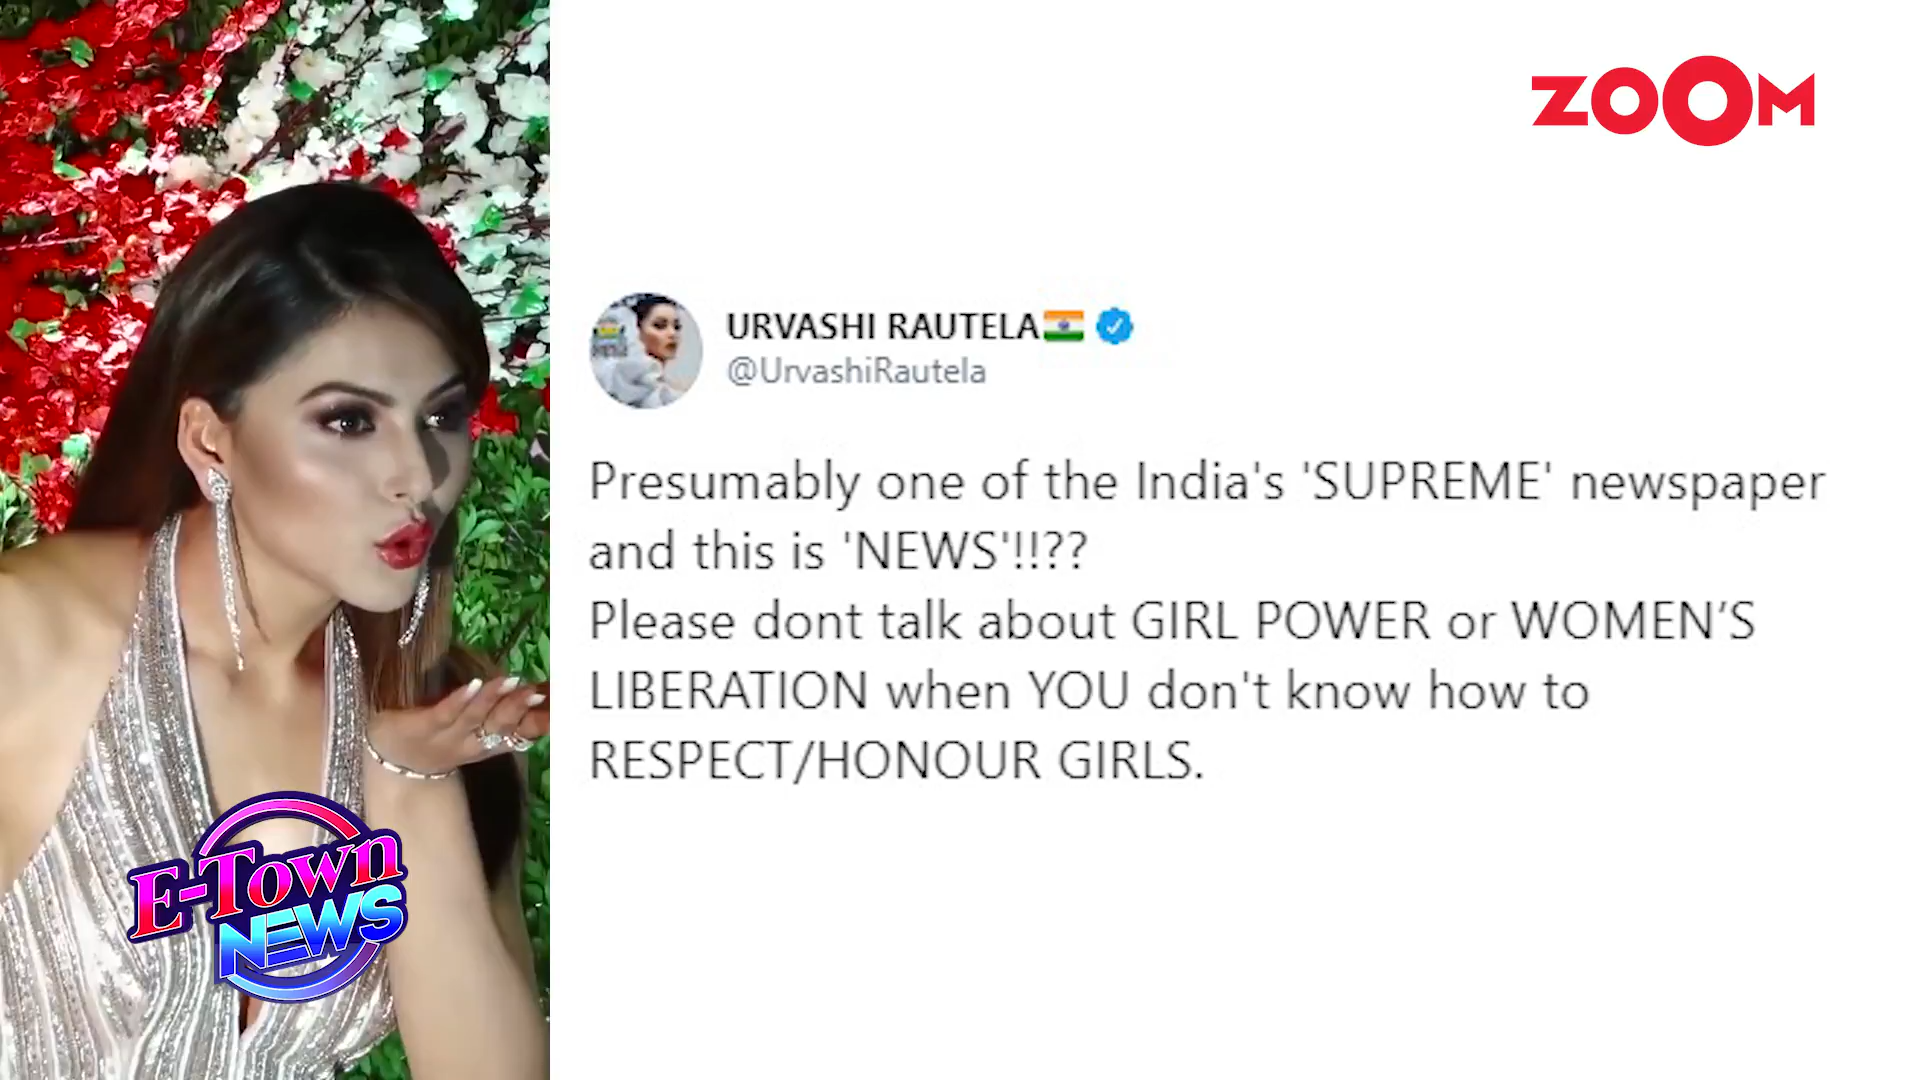 ZOOM
URVASHI RAUTELA
@UrvashiRautela
Presumably one of the India's 'SUPREME' newspaper
and this is 'NEWS'!!??
Please dont talk about GIRL POWER or WOMEN’S
LIBERATION when YOU don't know how to
RESPECT/HONOUR GIRLS.
E-Town
NEWS